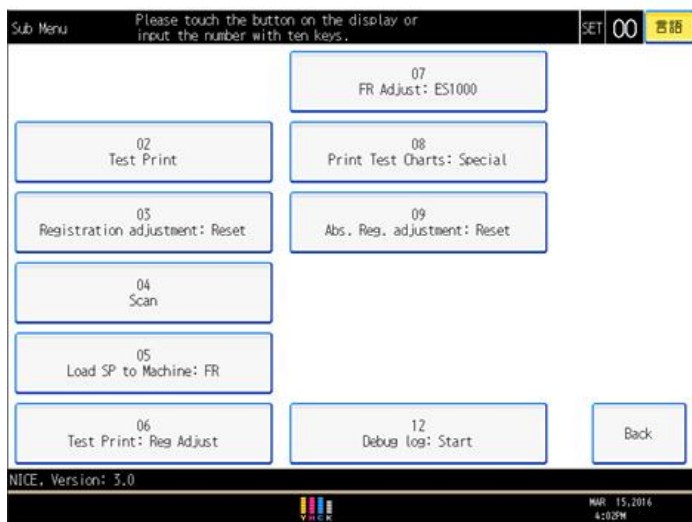 Sub Menu
Please touch the button on the display or
input the number with ten keys.
SET 00 言語
07
FR Adjust: ES1000
02
Test Print
08
Print Test Charts: Special
03
Registration adjustment: Reset
09
Abs. Reg. adjustment: Reset
04
Scan
05
Load SP to Machine: FR
06
Test Print: Reg Adjust
12
Debug log: Start
Back
NICE, Version: 3.0
YMCK
MAR 15,2016
4:02PM